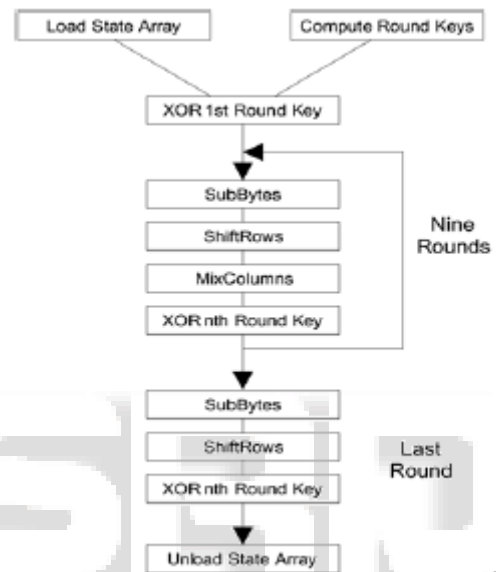 Load State Array
Compute Round Keys
XOR 1st Round Key
SubBytes
ShiftRows
MixColumns
XOR nth Round Key
Nine
Rounds
SubBytes
ShiftRows
XOR nth Round Key
Last
Round
Unload State Array